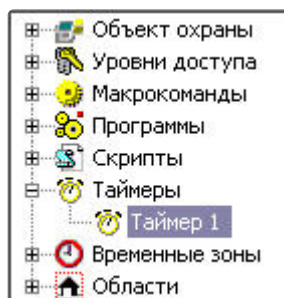 Объект охраны
Уровни доступа
Макрокоманды
Программы
Скрипты
Таймеры
Таймер 1
Временные зоны
Области